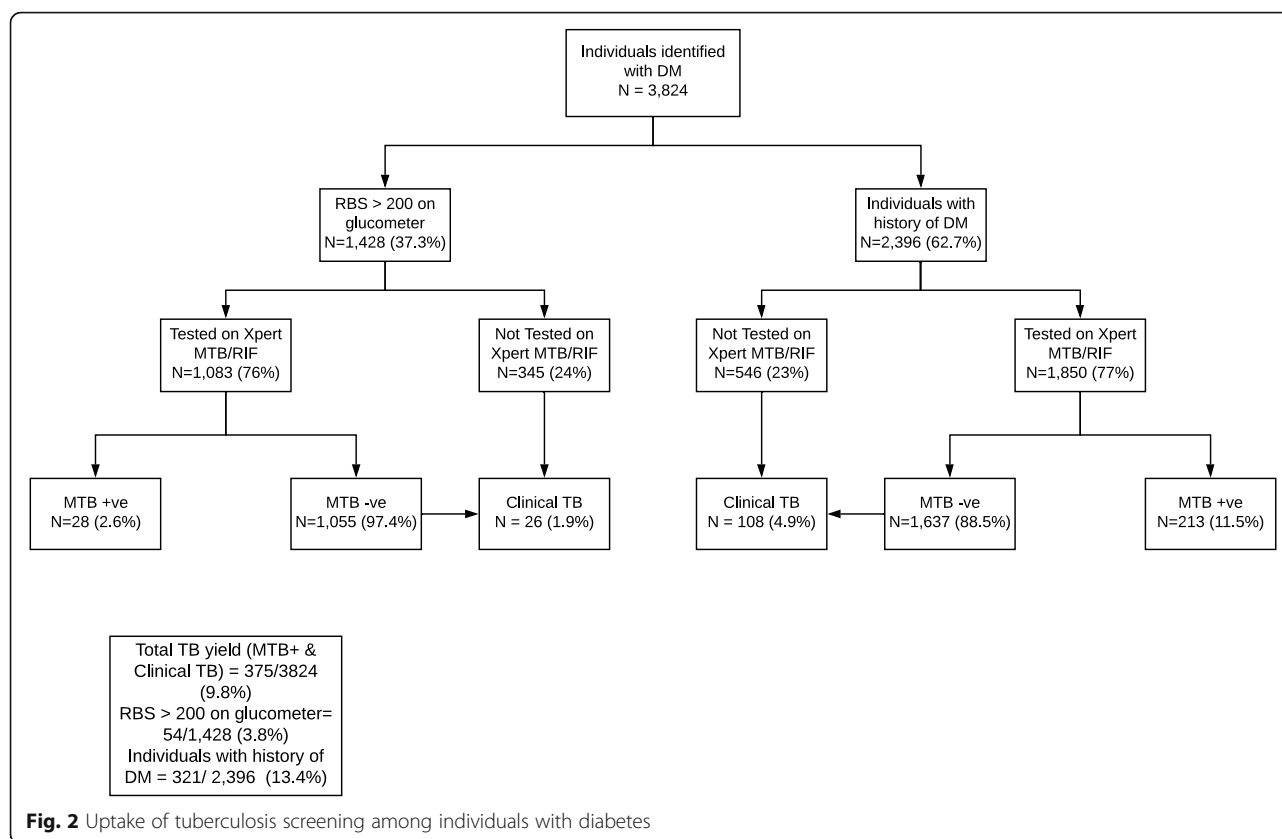 Individuals identified
with DM
N = 3,824
RBS > 200 on
glucometer
N=1,428 (37.3%)
Individuals with
history of DM
N=2,396 (62.7%)
Tested on Xpert
MTB/RIF
N=1,083 (76%)
Not Tested on
Xpert MTB/RIF
N=345 (24%)
Not Tested on
Xpert MTB/RIF
N=546 (23%)
Tested on Xpert
MTB/RIF
N=1,850 (77%)
MTB +ve
N=28 (2.6%)
MTB -ve
N=1,055 (97.4%)
Clinical TB
N = 26 (1.9%)
Clinical TB
N = 108 (4.9%)
MTB -ve
N=1,637 (88.5%)
MTB +ve
N=213 (11.5%)
Total TB yield (MTB+ &
Clinical TB) = 375/3824
(9.8%)
RBS > 200 on glucometer=
54/1,428 (3.8%)
Individuals with history of
DM = 321/ 2,396 (13.4%)
Fig. 2 Uptake of tuberculosis screening among individuals with diabetes